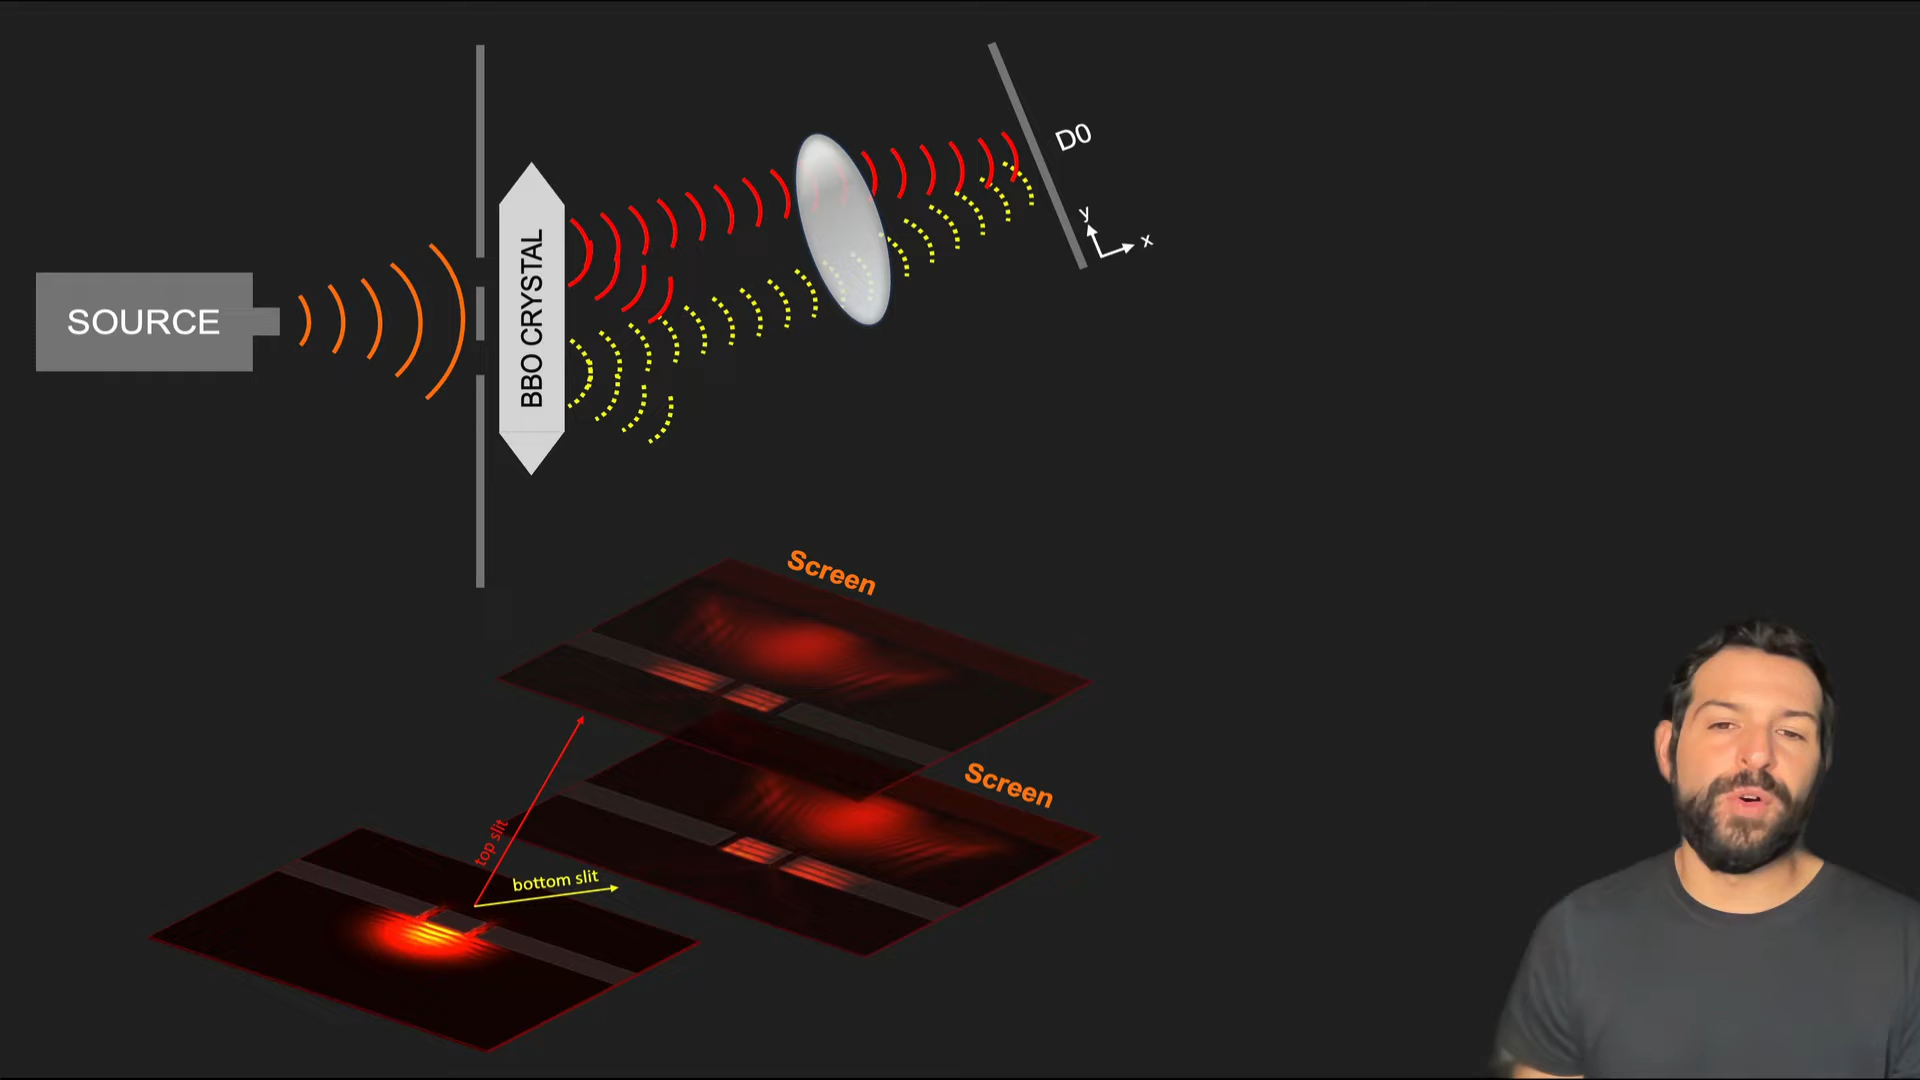 D0
y
x
SOURCE
BBO CRYSTAL
Screen
Screen
top slit
bottom slit